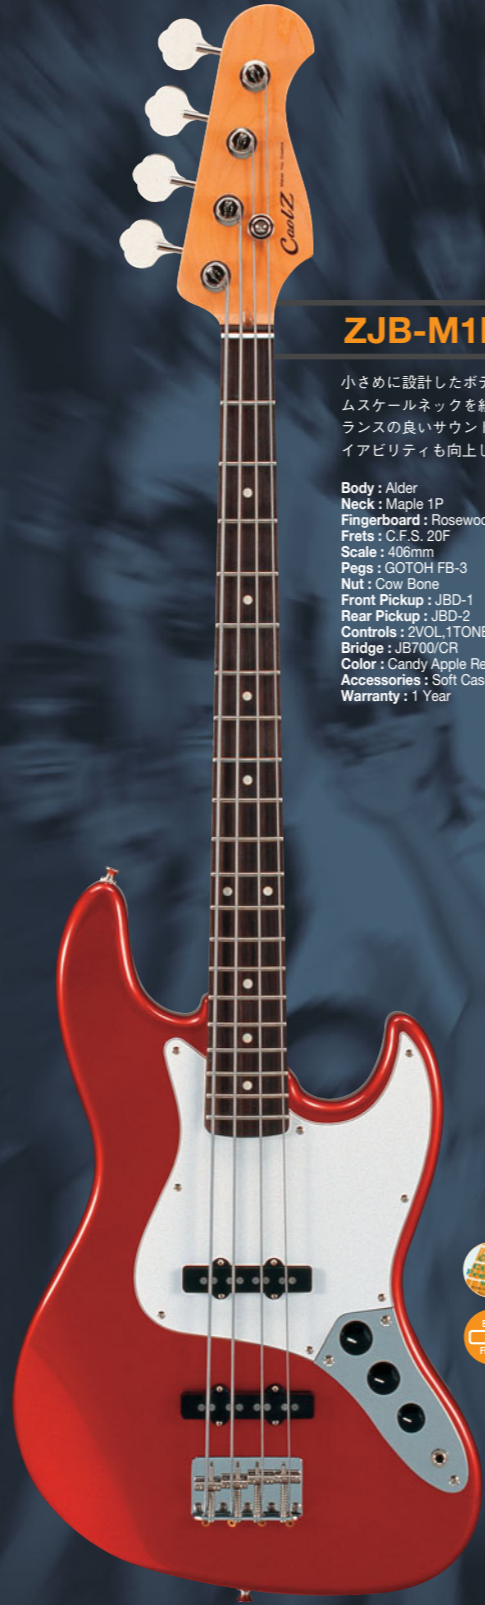 CoolZ
ZJB-M1
小さめに設計したボデ
ムスケールネックを
ランスの良いサウンド
イアビリティも向上し
Body : Alder
Neck : Maple 1P
Fingerboard : Rosewoo
Frets : C.F.S. 20F
Scale : 406mm
Pegs : GOTOH FB-3
Nut : Cow Bone
Front Pickup : JBD-1
Rear Pickup : JBD-2
Controls : 2VOL,1TONE
Bridge : JB700/CR
Color : Candy Apple Re
Accessories : Soft Cas
Warranty : 1 Year